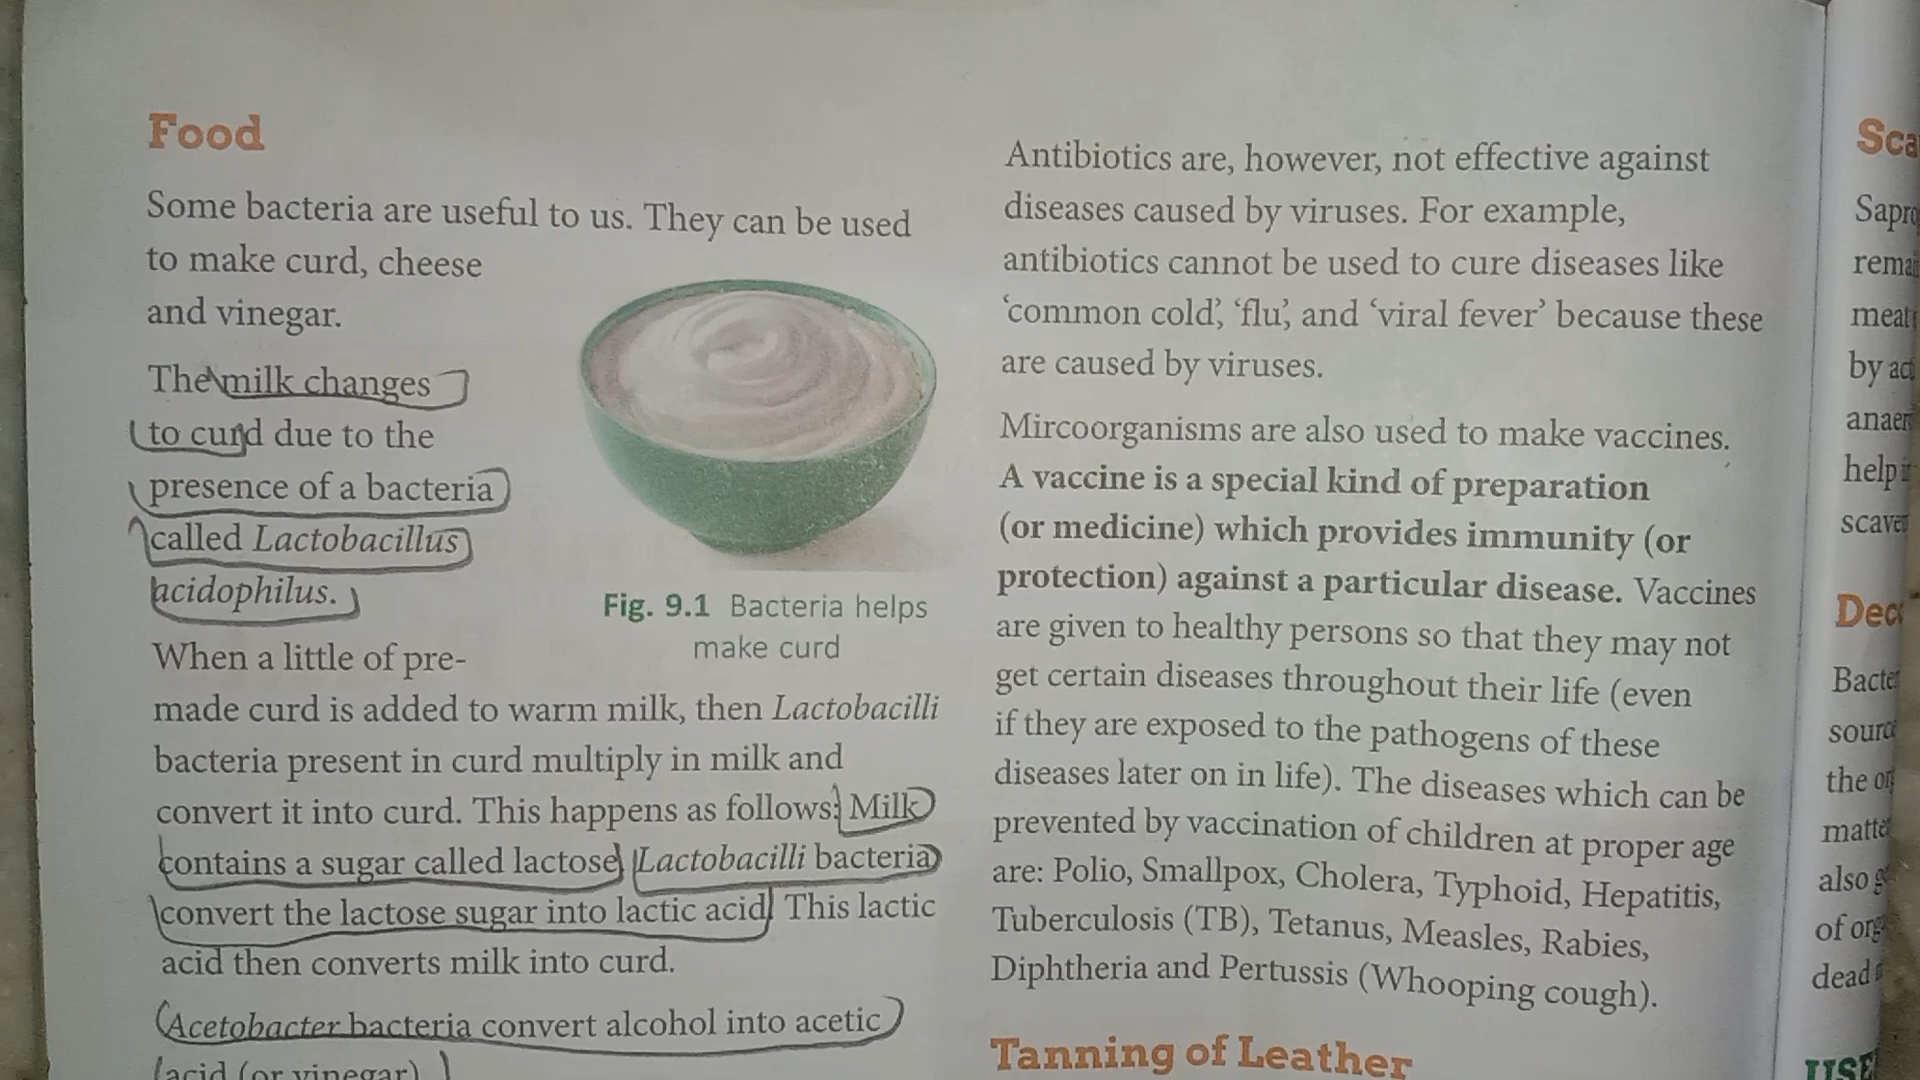 Food
Some bacteria are useful to us. They can be used
to make curd, cheese
and vinegar.
The milk changes
to curd due to the
presence of a bacteria
called Lactobacillus
acidophilus.
When a little of pre-
made curd is added to warm milk, then Lactobacilli
bacteria present in curd multiply in milk and
convert it into curd. This happens as follows: Milk
contains a sugar called lactose. Lactobacilli bacteria
convert the lactose sugar into lactic acid. This lactic
acid then converts milk into curd.
Acetobacter bacteria convert alcohol into acetic
acid (or vinegar).
Fig. 9.1 Bacteria helps
make curd
Antibiotics are, however, not effective against
diseases caused by viruses. For example,
antibiotics cannot be used to cure diseases like
‘common cold’, ‘flu’, and ‘viral fever’ because these
are caused by viruses.
Mircoorganisms are also used to make vaccines.
A vaccine is a special kind of preparation
(or medicine) which provides immunity (or
protection) against a particular disease. Vaccines
are given to healthy persons so that they may not
get certain diseases throughout their life (even
if they are exposed to the pathogens of these
diseases later on in life). The diseases which can be
prevented by vaccination of children at proper age
are: Polio, Smallpox, Cholera, Typhoid, Hepatitis,
Tuberculosis (TB), Tetanus, Measles, Rabies,
Diphtheria and Pertussis (Whooping cough).
Tanning of Leather
by
help
the
also
of
dead